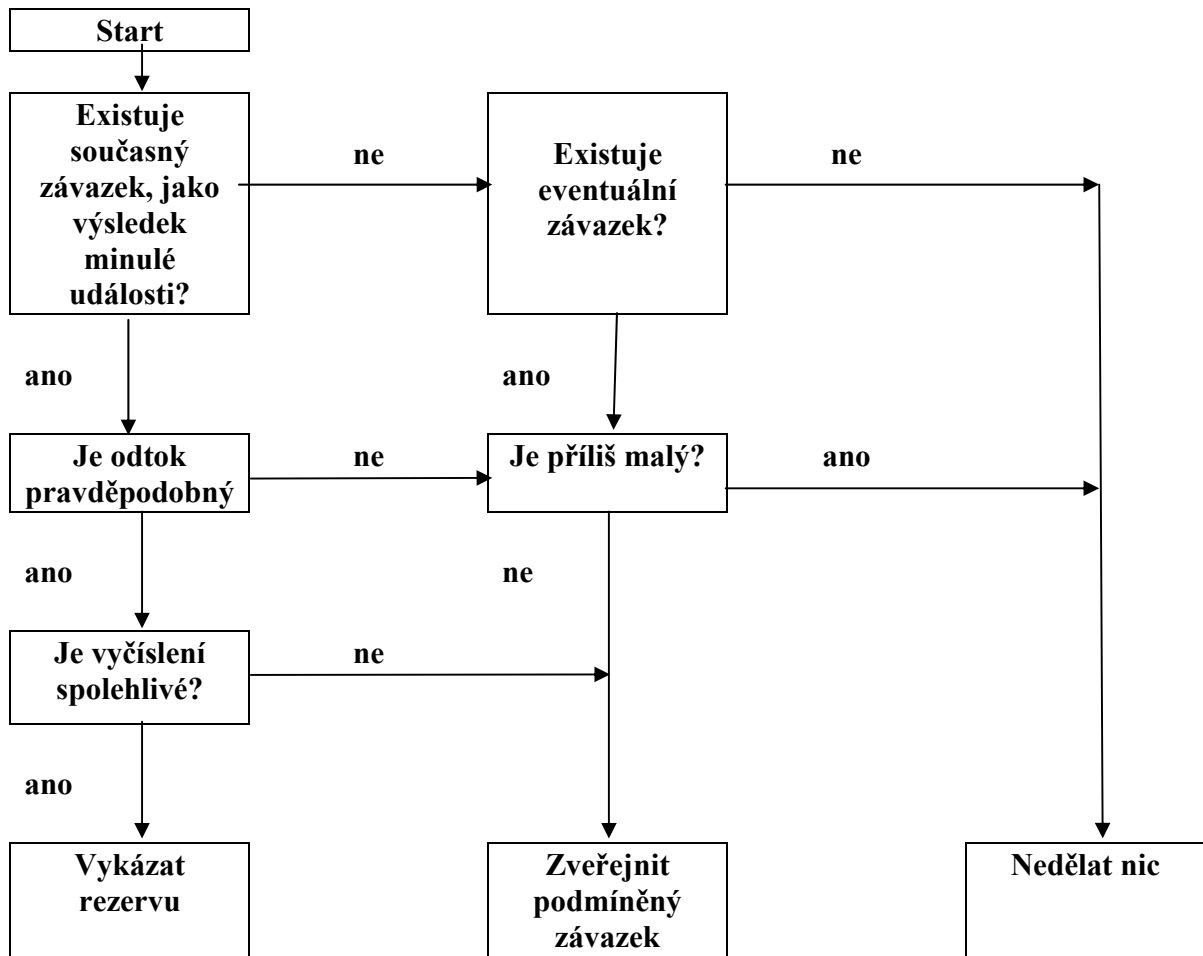 Start
Existuje
současný
závazek, jako
výsledek
minulé
události?
ne
Existuje
eventuální
závazek?
ne
ano
ano
Je odtok
pravděpodobný
ne
Je příliš malý?
ano
ano
ne
Je vyčíslení
spolehlivé?
ne
ano
Vykázat
rezervu
Zveřejnit
podmíněný
závazek
Nedělat nic